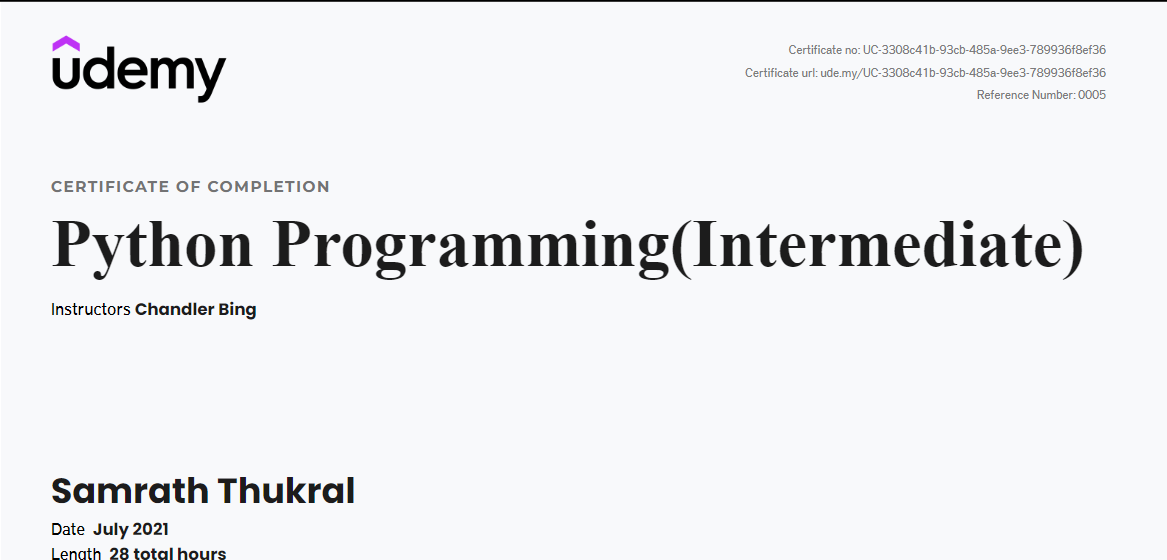 udemy
Certificate no: UC-3308c41b-93cb-485a-9ee3-789936f8ef36
Certificate url: ude.my/UC-3308c41b-93cb-485a-9ee3-789936f8ef36
Reference Number: 0005
CERTIFICATE OF COMPLETION
Python Programming(Intermediate)
Instructors Chandler Bing
Samrath Thukral
Date July 2021
Length 28 total hours